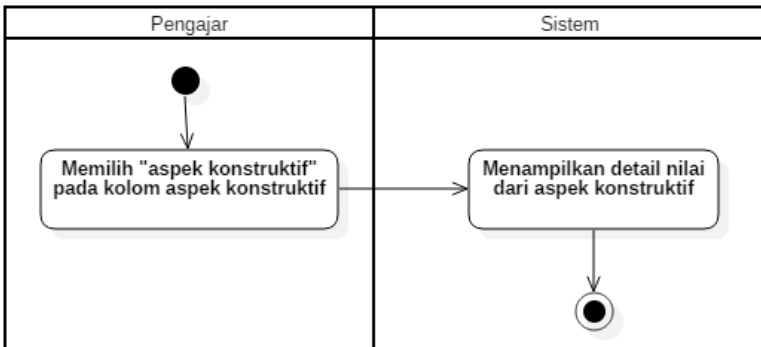 Pengajar
Sistem
Memilih "aspek konstruktif"
pada kolom aspek konstruktif
Menampilkan detail nilai
dari aspek konstruktif